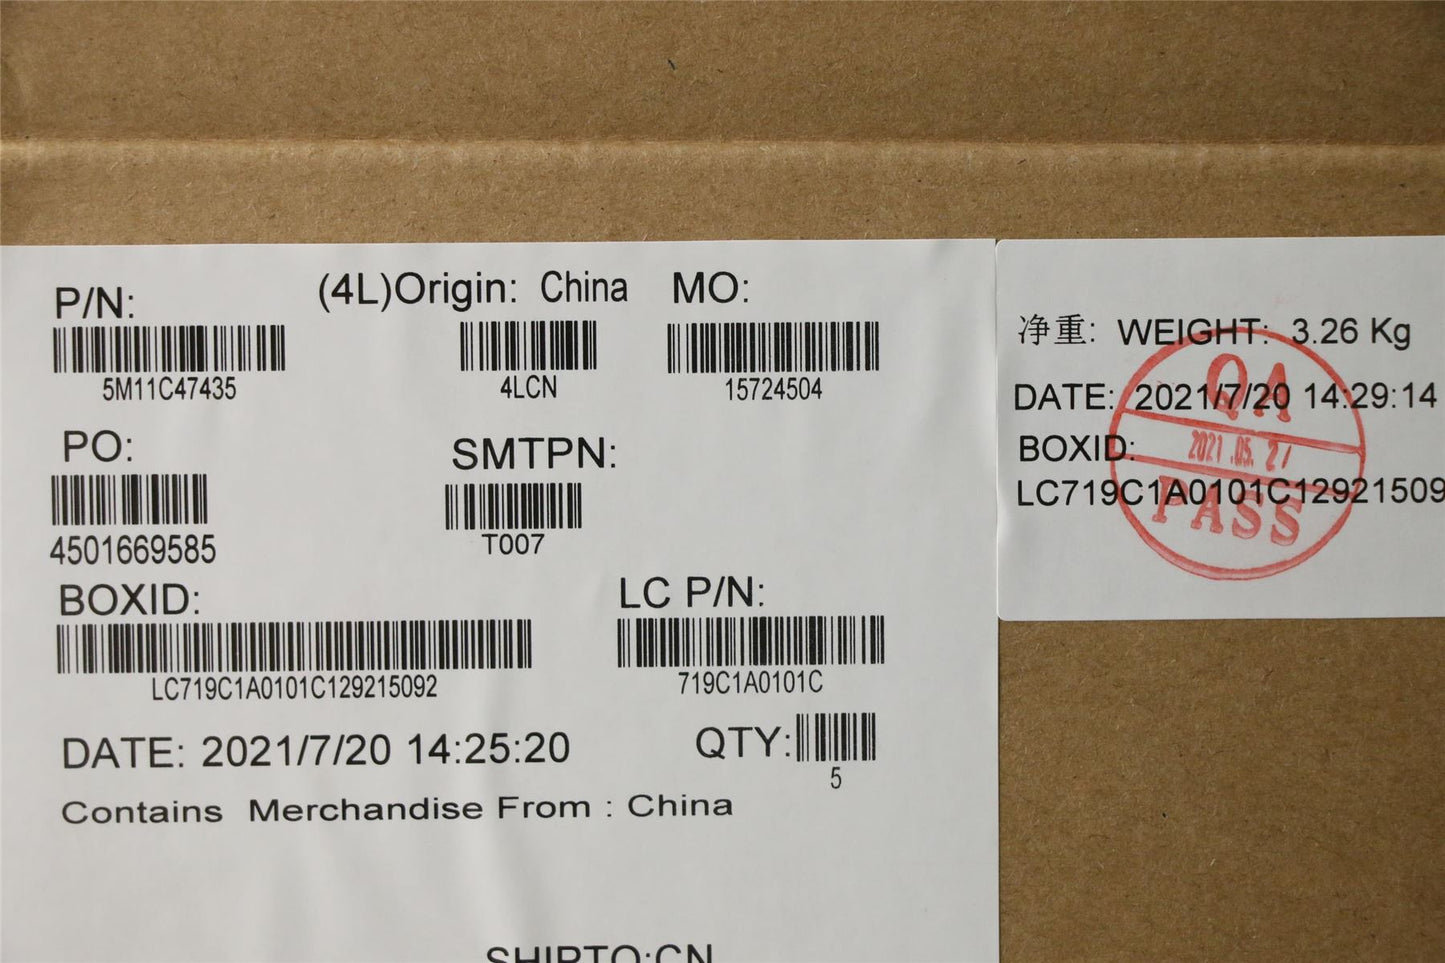 P/N:
5M11C47435
(4L)Origin: China
4LCN
MO:
15724504
PO:
4501669585
SMTPN:
T007
BOXID:
LC719C1A0101C129215092
LC P/N:
719C1A0101C
DATE: 2021/7/20 14:25:20
QTY:
5
Contains Merchandise From : China
SHIPTO:CN
净重: WEIGHT: 3.26 Kg
DATE: 2021/7/20 14:29:14
BOXID:
LC719C1A0101C12921509
QA
2021.05.27
PASS